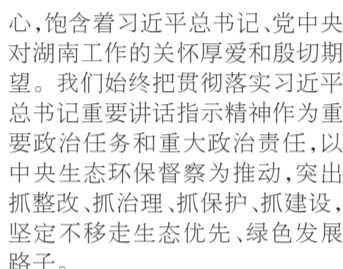 心，饱含着习近平总书记、党中央
对湖南工作的关怀厚爱和殷切期
望。我们始终把贯彻落实习近平
总书记重要讲话指示精神作为重
要政治任务和重大政治责任，以
中央生态环保督察为推动，突出
抓整改、抓治理、抓保护、抓建设，
坚定不移走生态优先、绿色发展
路子。